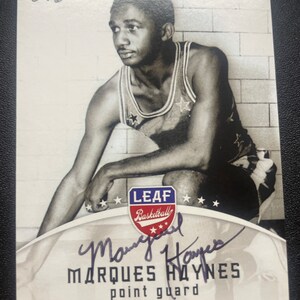 LEAF
Basketball
Marques Haynes
MARQUES HAYNES
point guard